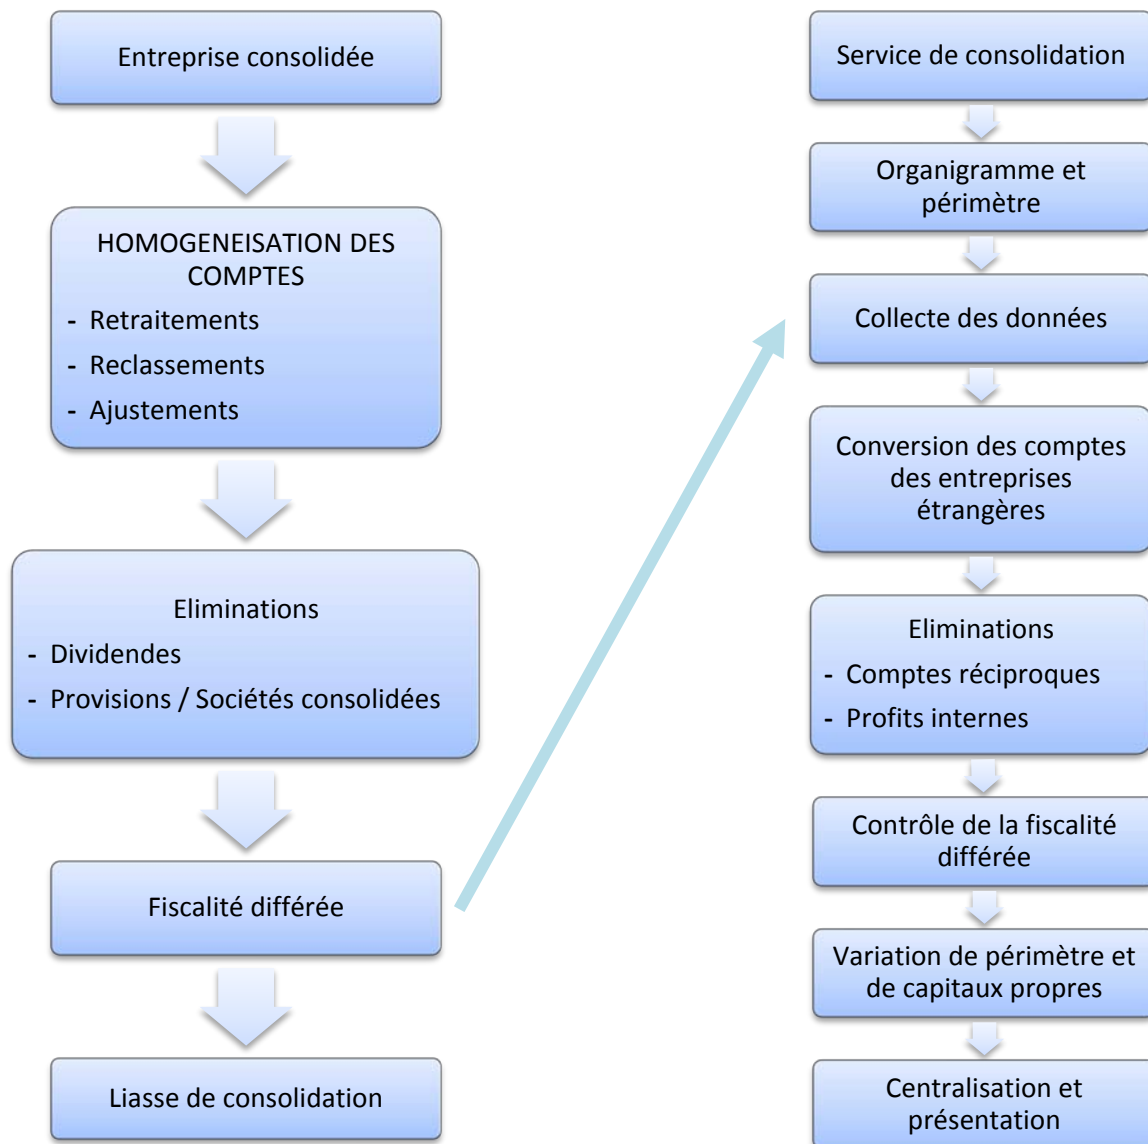 Entreprise consolidée
HOMOGENEISATION DES
COMPTES
- Retraitements
- Reclassements
- Ajustements
Eliminations
- Dividendes
- Provisions / Sociétés consolidées
Fiscalité différée
Liasse de consolidation
Service de consolidation
Organigramme et
périmètre
Collecte des données
Conversion des comptes
des entreprises
étrangères
Eliminations
- Comptes réciproques
- Profits internes
Contrôle de la fiscalité
différée
Variation de périmètre et
de capitaux propres
Centralisation et
présentation